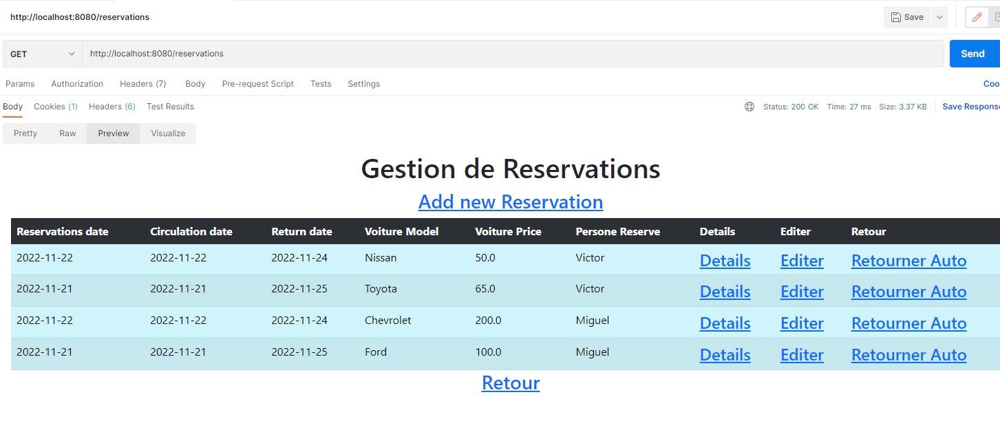 http://localhost:8080/reservations Save
GET http://localhost:8080/reservations Send
Params Authorization Headers (7) Body Pre-request Script Tests Settings Coo
Body Cookies (1) Headers (6) Test Results Status: 200 OK Time: 27 ms Size: 3.37 KB Save Response
Pretty Raw Preview Visualize
Gestion de Reservations
Add new Reservation
Reservations date Circulation date Return date Voiture Model Voiture Price Persone Reserve Details Editer Retour
2022-11-22 2022-11-22 2022-11-24 Nissan 50.0 Victor Details Editer Retourner Auto
2022-11-21 2022-11-21 2022-11-25 Toyota 65.0 Victor Details Editer Retourner Auto
2022-11-22 2022-11-22 2022-11-24 Chevrolet 200.0 Miguel Details Editer Retourner Auto
2022-11-21 2022-11-21 2022-11-25 Ford 100.0 Miguel Details Editer Retourner Auto
Retour